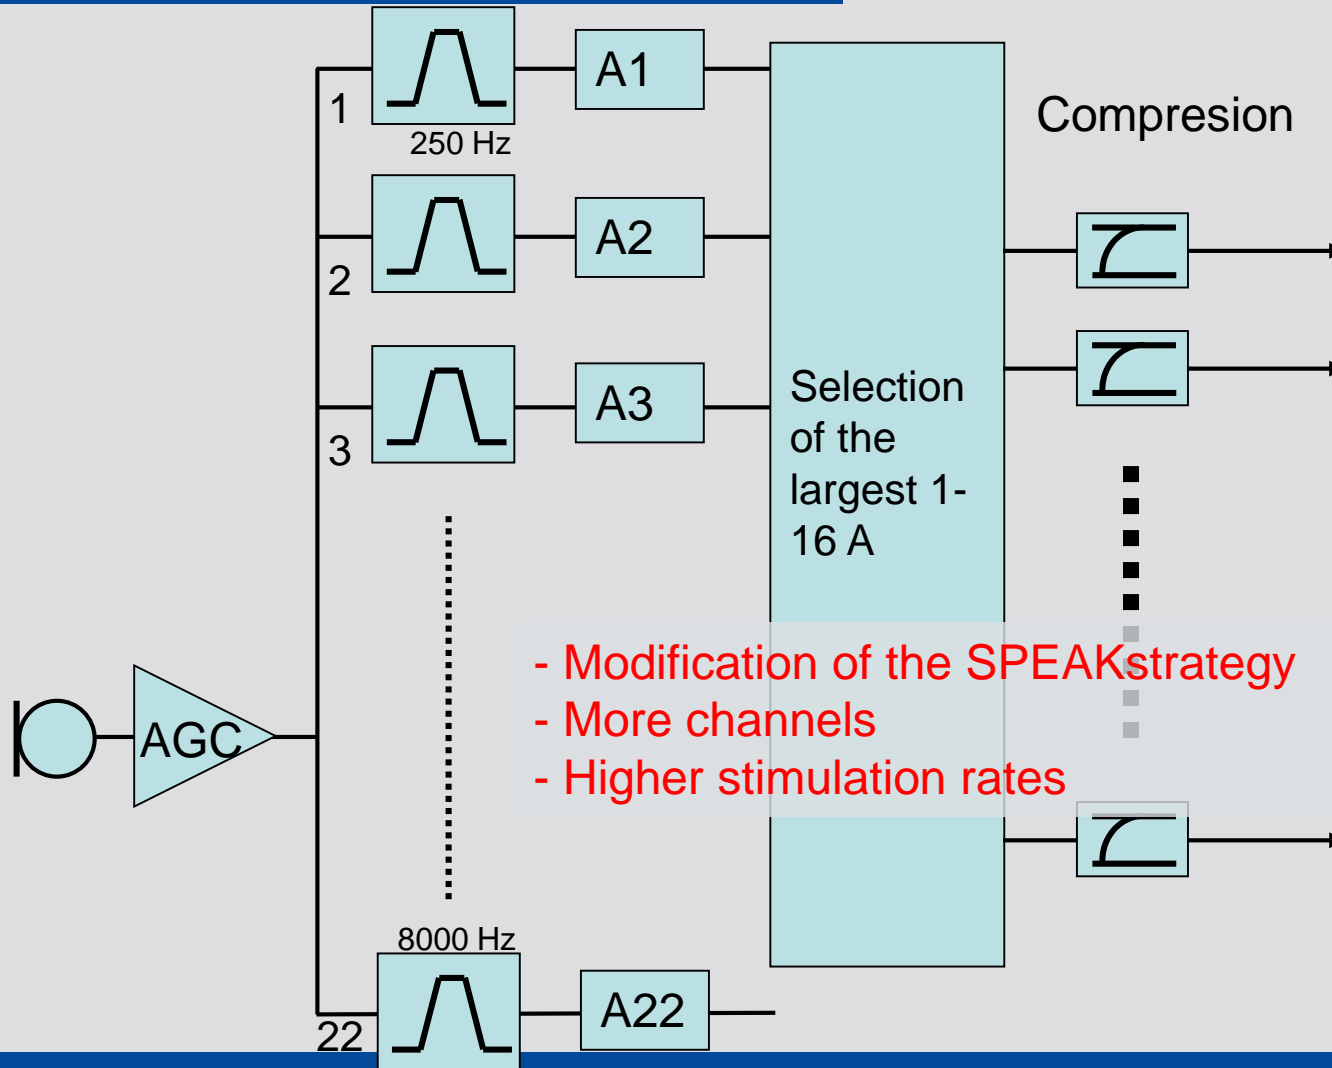 A1
Compresion
1
250 Hz
A2
2
A3
3
Selection
of the
largest 1-
16 A
- Modification of the SPEAKstrategy
- More channels
- Higher stimulation rates
AGC
8000 Hz
A22
22